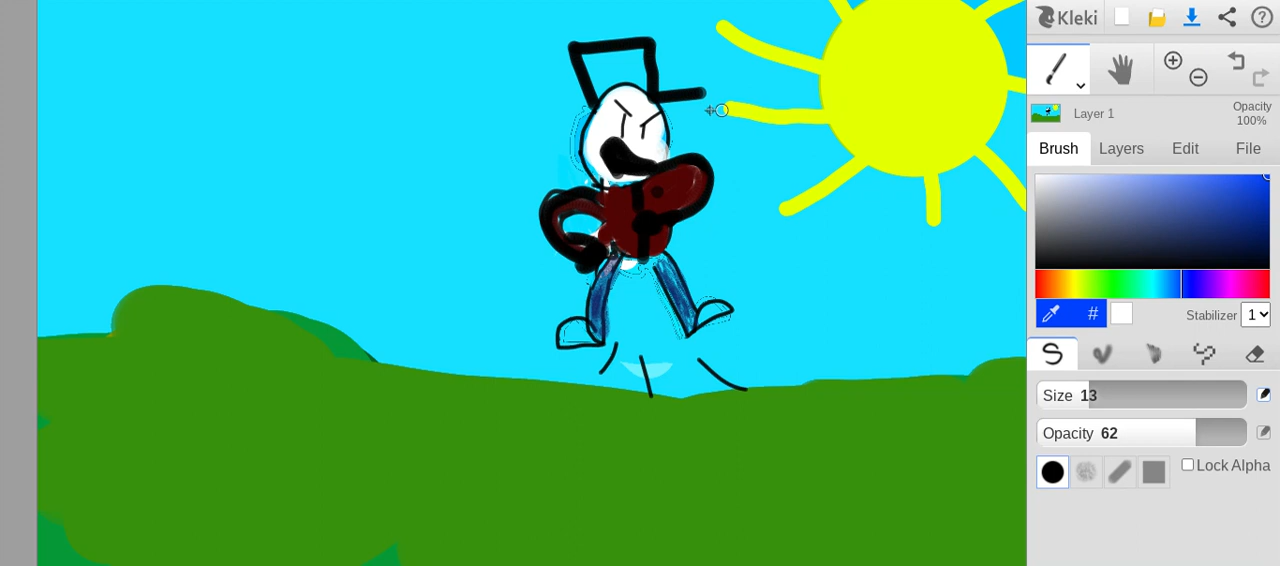 Kleki
?
Layer 1
Opacity
100%
Brush Layers Edit File
#
Stabilizer 1
Size 13
Opacity 62
Lock Alpha